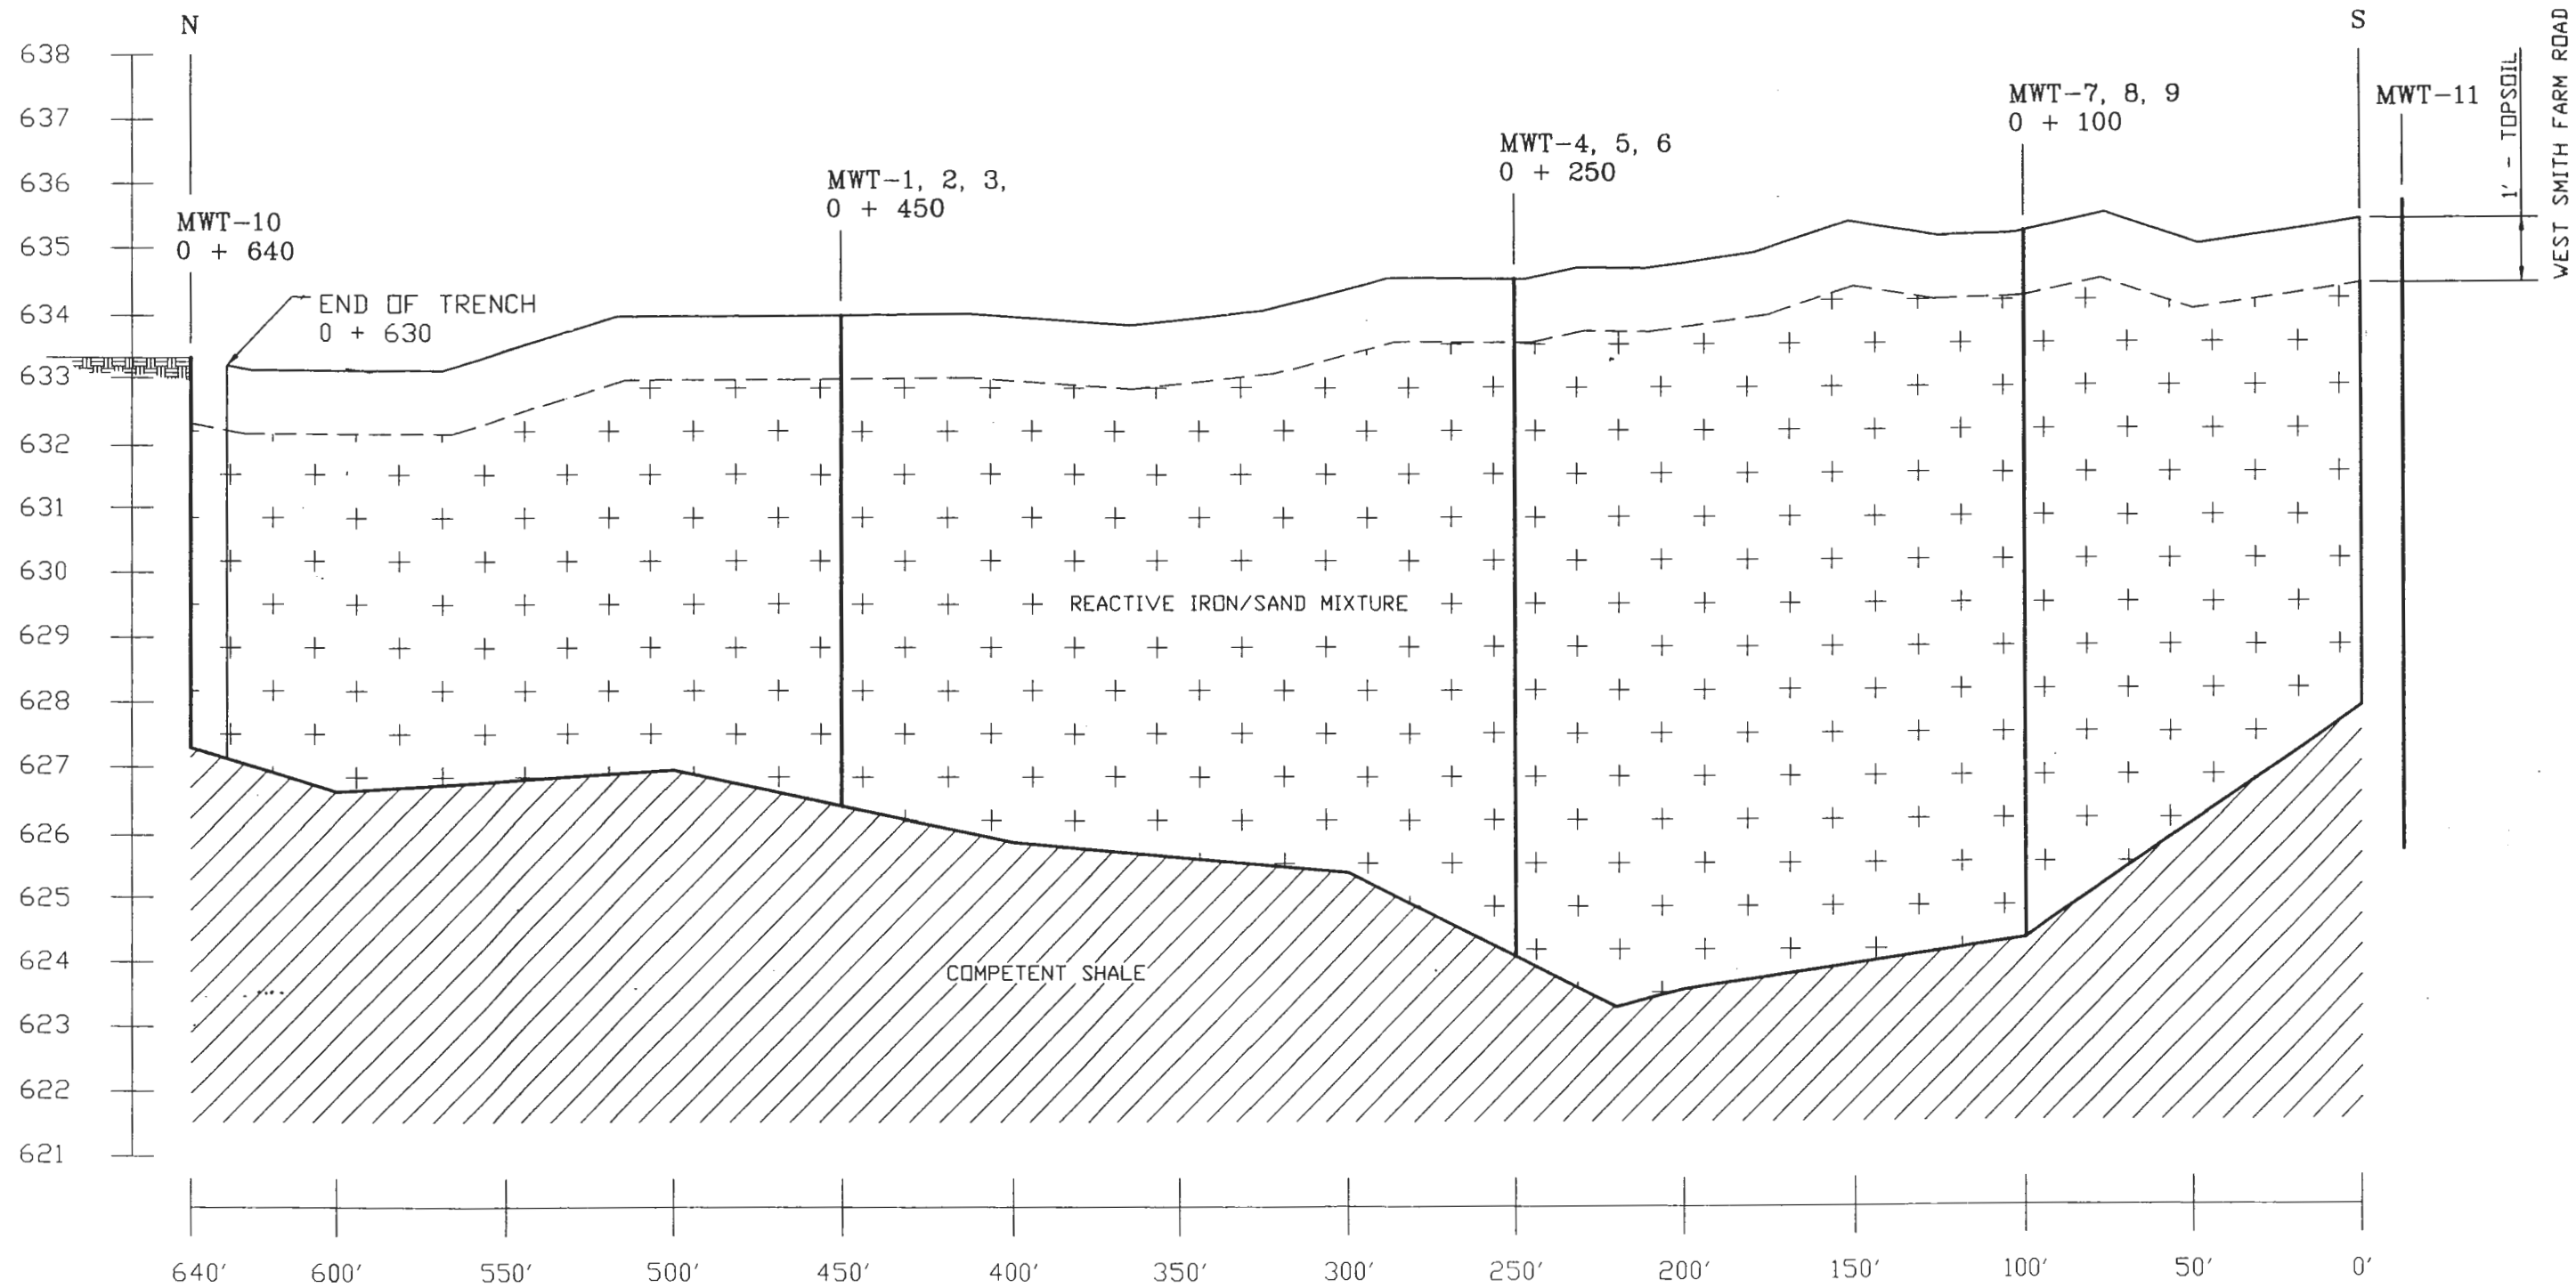 N
S
638
637
636
635
634
633
632
631
630
629
628
627
626
625
624
623
622
621
MWT-10
0 + 640
END OF TRENCH
0 + 630
MWT-1, 2, 3,
0 + 450
MWT-4, 5, 6
0 + 250
MWT-7, 8, 9
0 + 100
MWT-11
1' - TOPSOIL
WEST SMITH FARM ROAD
REACTIVE IRON/SAND MIXTURE
COMPETENT SHALE
640' 600' 550' 500' 450' 400' 350' 300' 250' 200' 150' 100' 50' 0'